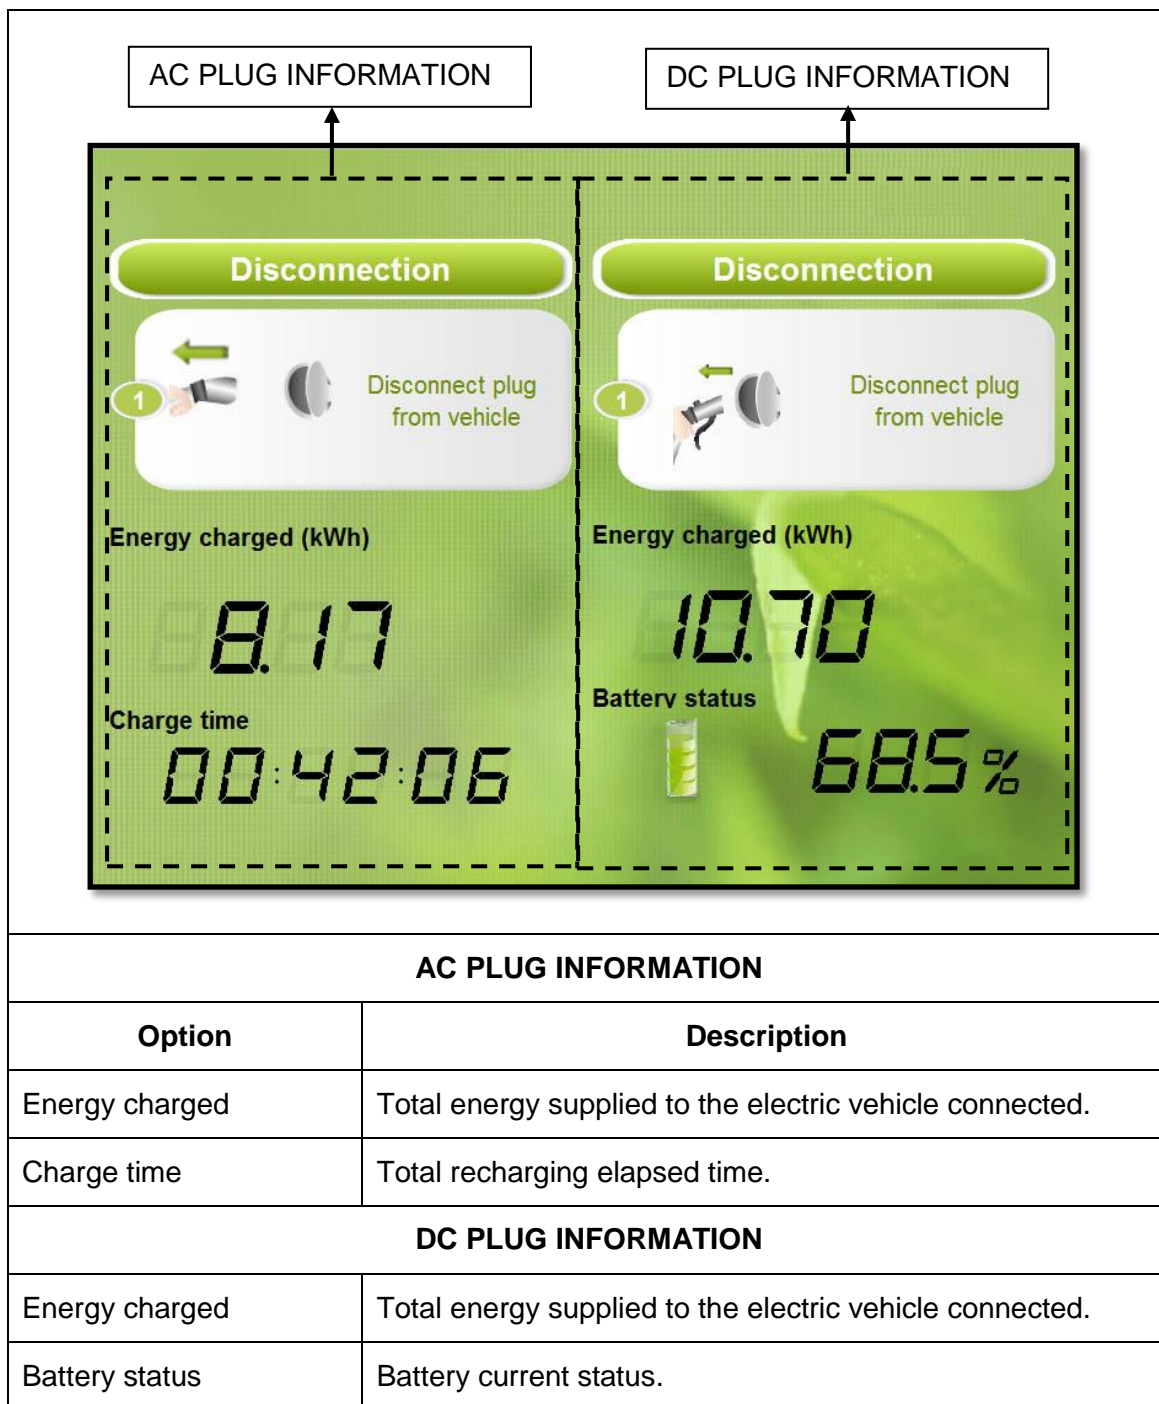 AC PLUG INFORMATION
DC PLUG INFORMATION
Disconnection
1
Disconnect plug
from vehicle
Energy charged (kWh)
8.17
Charge time
00:42:06
Disconnection
1
Disconnect plug
from vehicle
Energy charged (kWh)
10.70
Battery status
68.5%
AC PLUG INFORMATION
Option Description
Energy charged Total energy supplied to the electric vehicle connected.
Charge time Total recharging elapsed time.
DC PLUG INFORMATION
Energy charged Total energy supplied to the electric vehicle connected.
Battery status Battery current status.